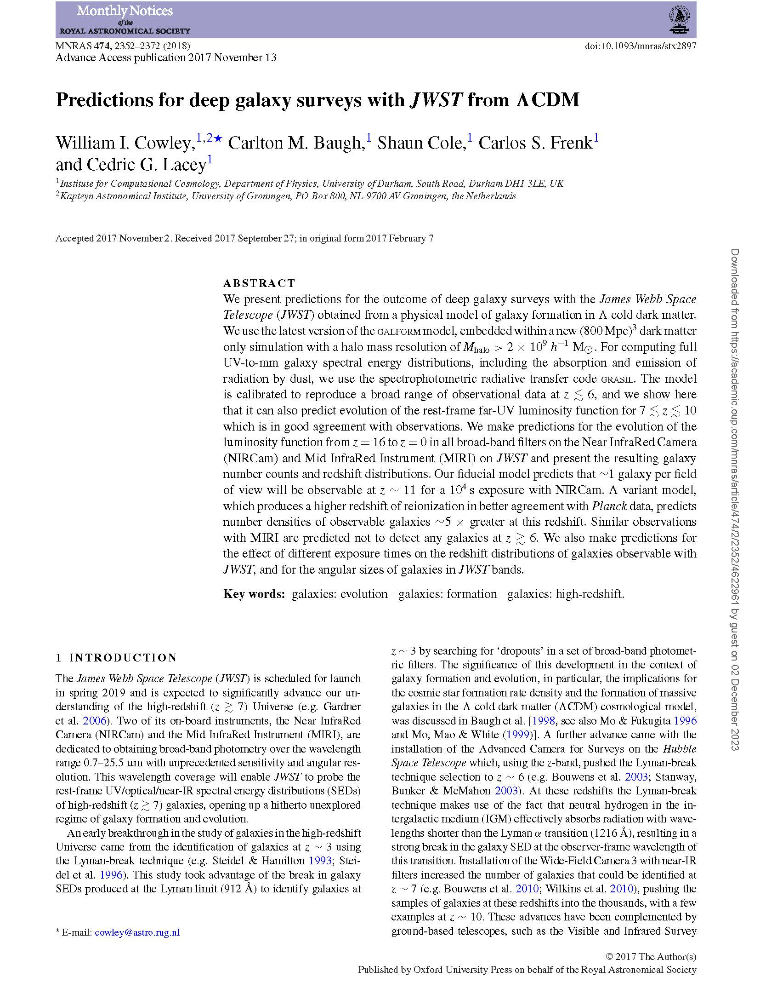 Monthly Notices
of the
ROYAL ASTRONOMICAL SOCIETY
MNRAS 474, 2352–2372 (2018)
doi:10.1093/mnras/stx2897
Advance Access publication 2017 November 13
Predictions for deep galaxy surveys with JWST from ΛCDM
William I. Cowley,1,2★ Carlton M. Baugh,1 Shaun Cole,1 Carlos S. Frenk1
and Cedric G. Lacey1
1Institute for Computational Cosmology, Department of Physics, University of Durham, South Road, Durham DH1 3LE, UK
2Kapteyn Astronomical Institute, University of Groningen, PO Box 800, NL-9700 AV Groningen, the Netherlands
Accepted 2017 November 2. Received 2017 September 27; in original form 2017 February 7
ABSTRACT
We present predictions for the outcome of deep galaxy surveys with the James Webb Space
Telescope (JWST) obtained from a physical model of galaxy formation in Λ cold dark matter.
We use the latest version of the GALFORM model, embedded within a new (800 Mpc)³ dark matter
only simulation with a halo mass resolution of Mhalo > 2 × 10⁹ h⁻¹ M⊙. For computing full
UV-to-mm galaxy spectral energy distributions, including the absorption and emission of
radiation by dust, we use the spectrophotometric radiative transfer code GRASIL. The model
is calibrated to reproduce a broad range of observational data at z ≲ 6, and we show here
that it can also predict evolution of the rest-frame far-UV luminosity function for 7 ≲ z ≲ 10
which is in good agreement with observations. We make predictions for the evolution of the
luminosity function from z = 16 to z = 0 in all broad-band filters on the Near InfraRed Camera
(NIRCam) and Mid InfraRed Instrument (MIRI) on JWST and present the resulting galaxy
number counts and redshift distributions. Our fiducial model predicts that ∼1 galaxy per field
of view will be observable at z ∼ 11 for a 10⁴ s exposure with NIRCam. A variant model,
which produces a higher redshift of reionization in better agreement with Planck data, predicts
number densities of observable galaxies ∼5 × greater at this redshift. Similar observations
with MIRI are predicted not to detect any galaxies at z ≳ 6. We also make predictions for
the effect of different exposure times on the redshift distributions of galaxies observable with
JWST, and for the angular sizes of galaxies in JWST bands.
Key words: galaxies: evolution – galaxies: formation – galaxies: high-redshift.
1 INTRODUCTION
The James Webb Space Telescope (JWST) is scheduled for launch
in spring 2019 and is expected to significantly advance our un-
derstanding of the high-redshift (z ≳ 7) Universe (e.g. Gardner
et al. 2006). Two of its on-board instruments, the Near InfraRed
Camera (NIRCam) and the Mid InfraRed Instrument (MIRI), are
dedicated to obtaining broad-band photometry over the wavelength
range 0.7–25.5 μm with unprecedented sensitivity and angular res-
olution. This wavelength coverage will enable JWST to probe the
rest-frame UV/optical/near-IR spectral energy distributions (SEDs)
of high-redshift (z ≳ 7) galaxies, opening up a hitherto unexplored
regime of galaxy formation and evolution.
An early breakthrough in the study of galaxies in the high-redshift
Universe came from the identification of galaxies at z ∼ 3 using
the Lyman-break technique (e.g. Steidel & Hamilton 1993; Stei-
del et al. 1996). This study took advantage of the break in galaxy
SEDs produced at the Lyman limit (912 Å) to identify galaxies at
* E-mail: cowley@astro.rug.nl
z ∼ 3 by searching for ‘dropouts’ in a set of broad-band photomet-
ric filters. The significance of this development in the context of
galaxy formation and evolution, in particular, the implications for
the cosmic star formation rate density and the formation of massive
galaxies in the Λ cold dark matter (ΛCDM) cosmological model,
was discussed in Baugh et al. [1998, see also Mo & Fukugita 1996
and Mo, Mao & White (1999)]. A further advance came with the
installation of the Advanced Camera for Surveys on the Hubble
Space Telescope which, using the z-band, pushed the Lyman-break
technique selection to z ∼ 6 (e.g. Bouwens et al. 2003; Stanway,
Bunker & McMahon 2003). At these redshifts the Lyman-break
technique makes use of the fact that neutral hydrogen in the in-
tergalactic medium (IGM) effectively absorbs radiation with wave-
lengths shorter than the Lyman α transition (1216 Å), resulting in a
strong break in the galaxy SED at the observer-frame wavelength of
this transition. Installation of the Wide-Field Camera 3 with near-IR
filters increased the number of galaxies that could be identified at
z ∼ 7 (e.g. Bouwens et al. 2010; Wilkins et al. 2010), pushing the
samples of galaxies at these redshifts into the thousands, with a few
examples at z ∼ 10. These advances have been complemented by
ground-based telescopes, such as the Visible and Infrared Survey
© 2017 The Author(s)
Published by Oxford University Press on behalf of the Royal Astronomical Society
Downloaded from https://academic.oup.com/mnras/article/474/2/2352/4622961 by guest on 02 December 2023